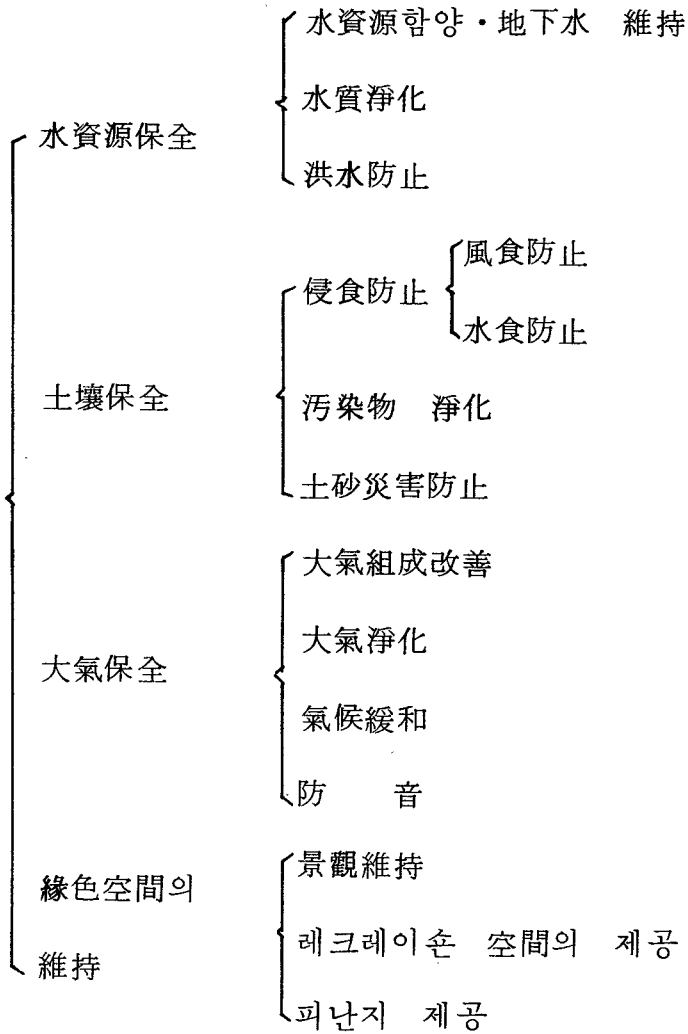 水資源保全
水資源함양・地下水 維持
水質淨化
洪水防止
土壤保全
侵食防止
風食防止
水食防止
汚染物 淨化
土砂災害防止
大氣保全
大氣組成改善
大氣淨化
氣候緩和
防 音
緣色空間의
維持
景觀維持
레크레이숀 空間의 제공
피난지 제공